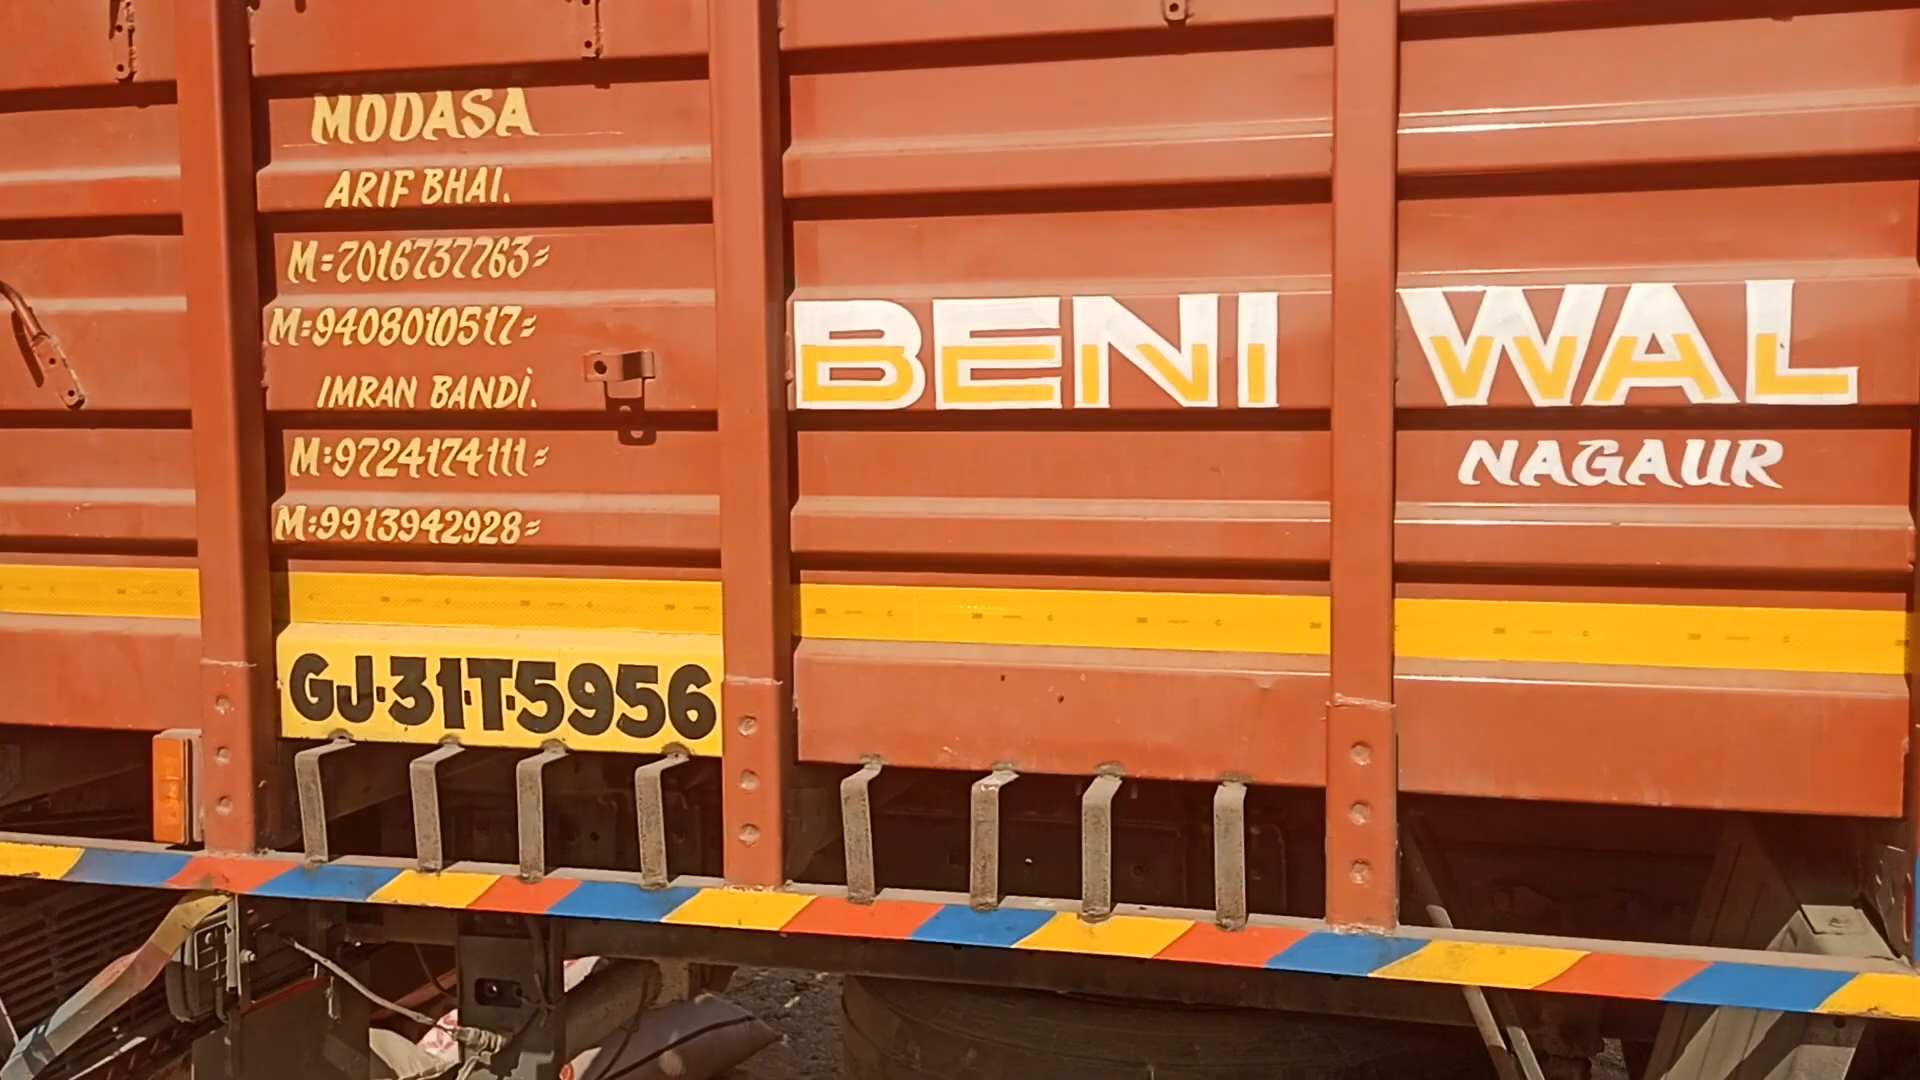 MODASA
ARIF BHAI.
M=7016737763=
M=9408010517=
IMRAN BANDi.
M:9724174111=
M:9913942928=
GJ·31·T·5956
BENI WAL
NAGAUR